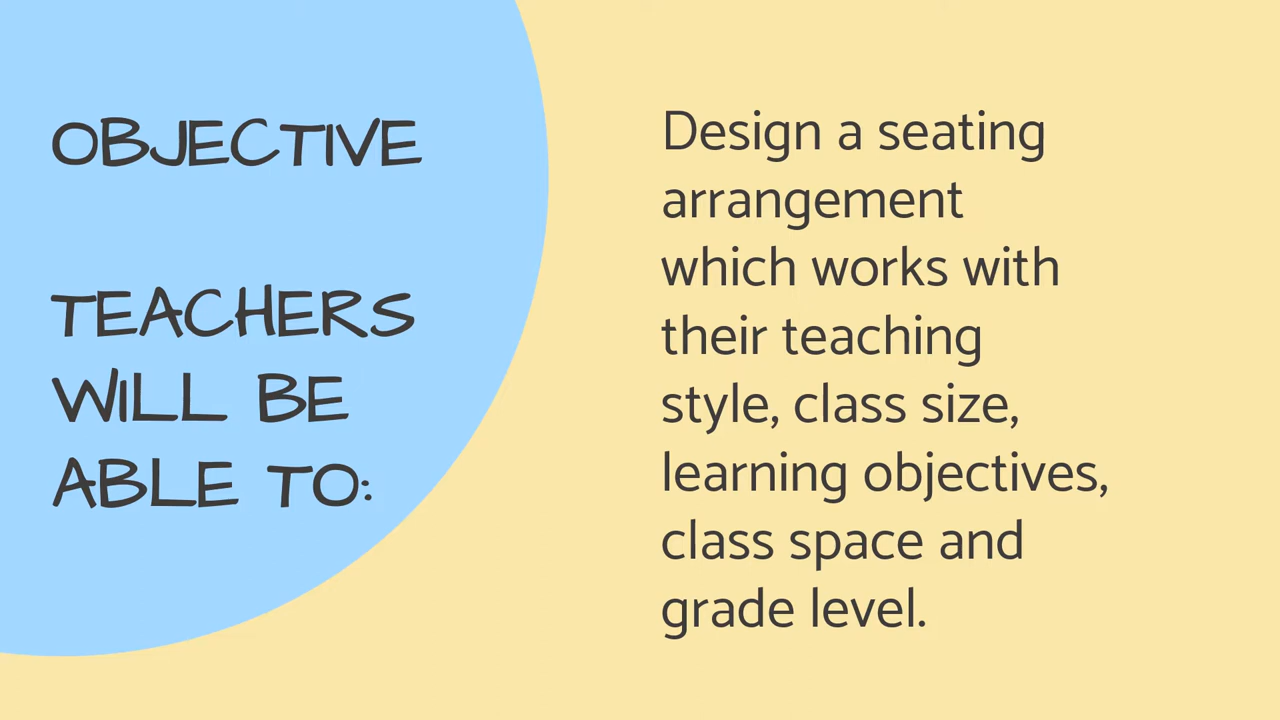 OBJECTIVE
TEACHERS
WILL BE
ABLE TO:
Design a seating
arrangement
which works with
their teaching
style, class size,
learning objectives,
class space and
grade level.